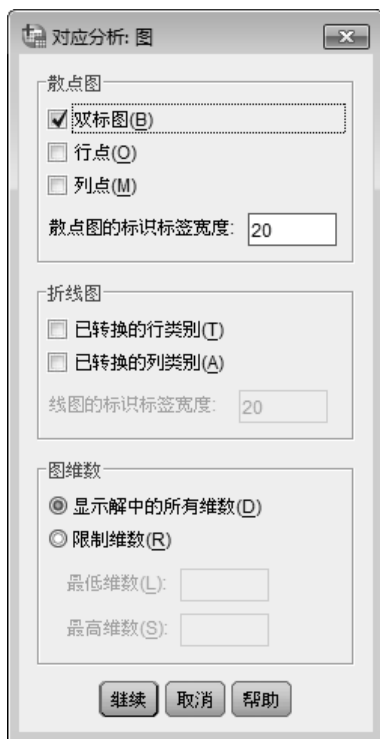 对应分析: 图
散点图
双标图(B)
行点(O)
列点(M)
散点图的标识标签宽度: 20
折线图
已转换的行类别(T)
已转换的列类别(A)
线图的标识标签宽度: 20
图维数
显示解中的所有维数(D)
限制维数(R)
最低维数(L):
最高维数(S):
继续 取消 帮助